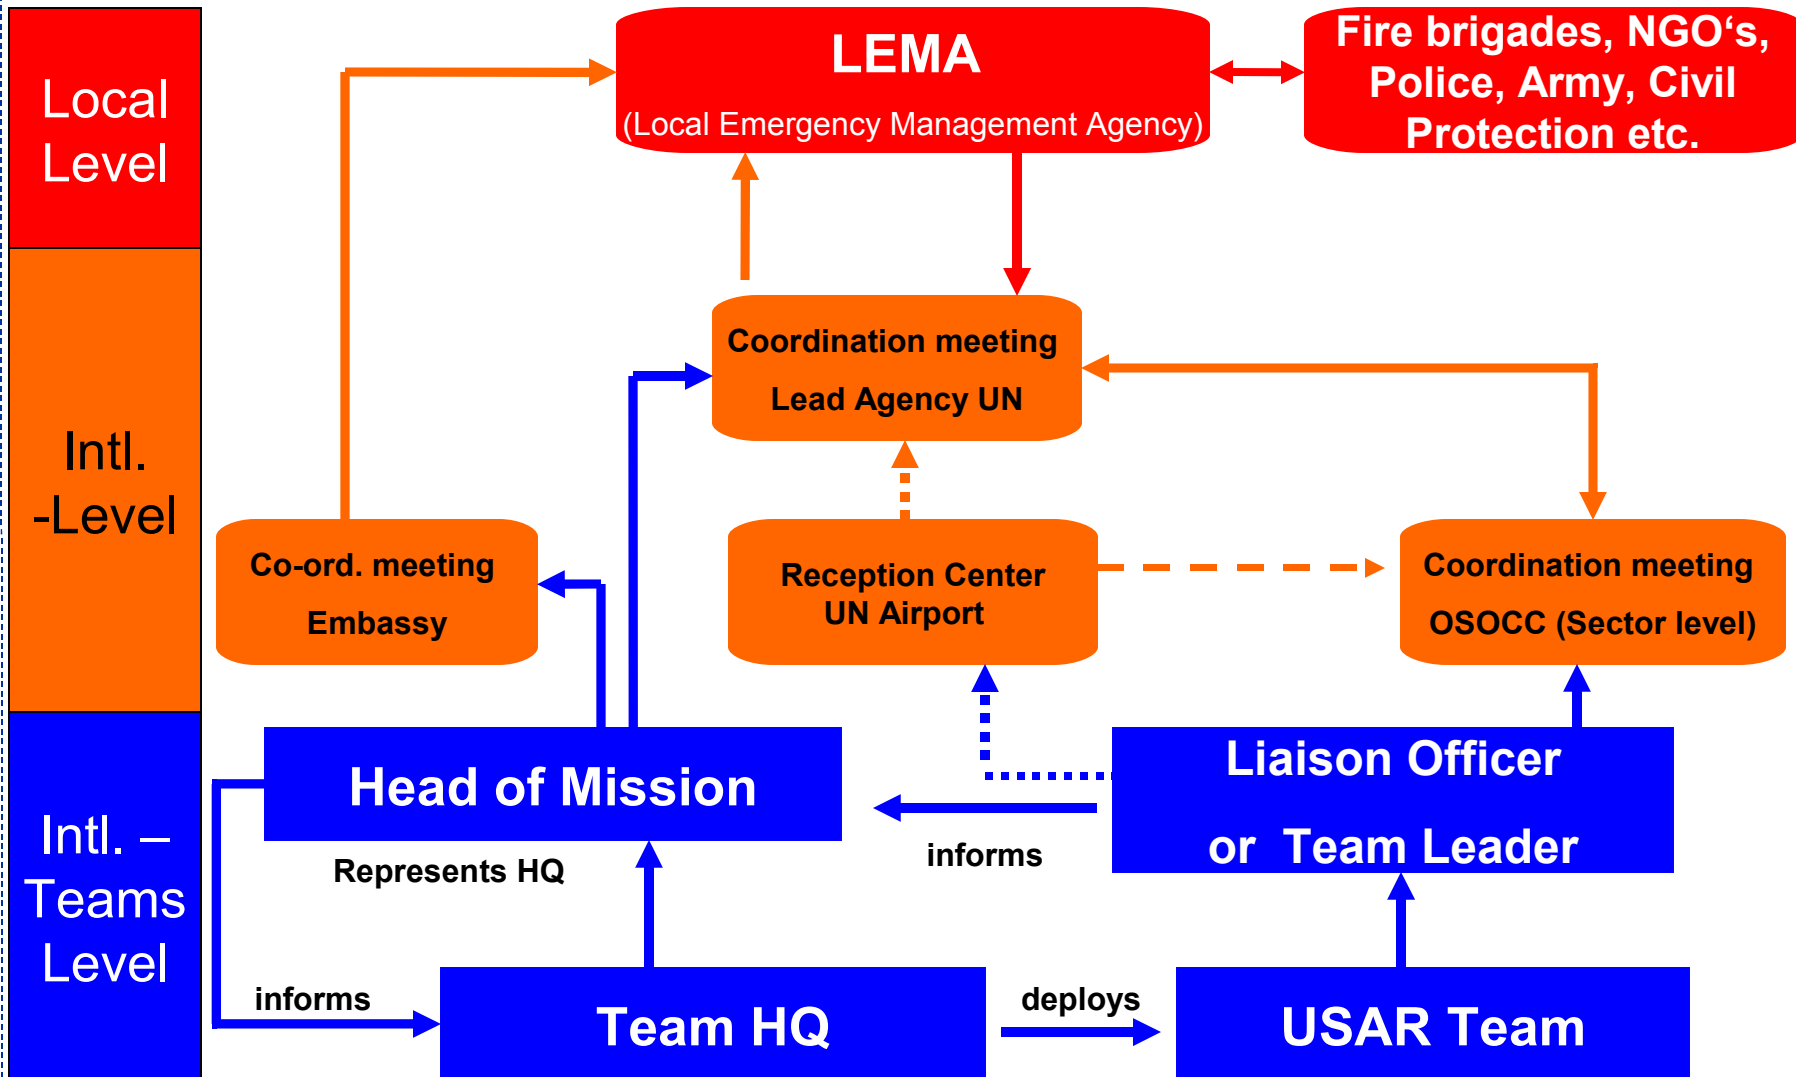 Local
Level
LEMA
(Local Emergency Management Agency)
Fire brigades, NGO‘s,
Police, Army, Civil
Protection etc.
Intl.
-Level
Coordination meeting
Lead Agency UN
Co-ord. meeting
Embassy
Reception Center
UN Airport
Coordination meeting
OSOCC (Sector level)
Intl. –
Teams
Level
Head of Mission
Represents HQ
informs
Liaison Officer
or Team Leader
informs
Team HQ
deploys
USAR Team